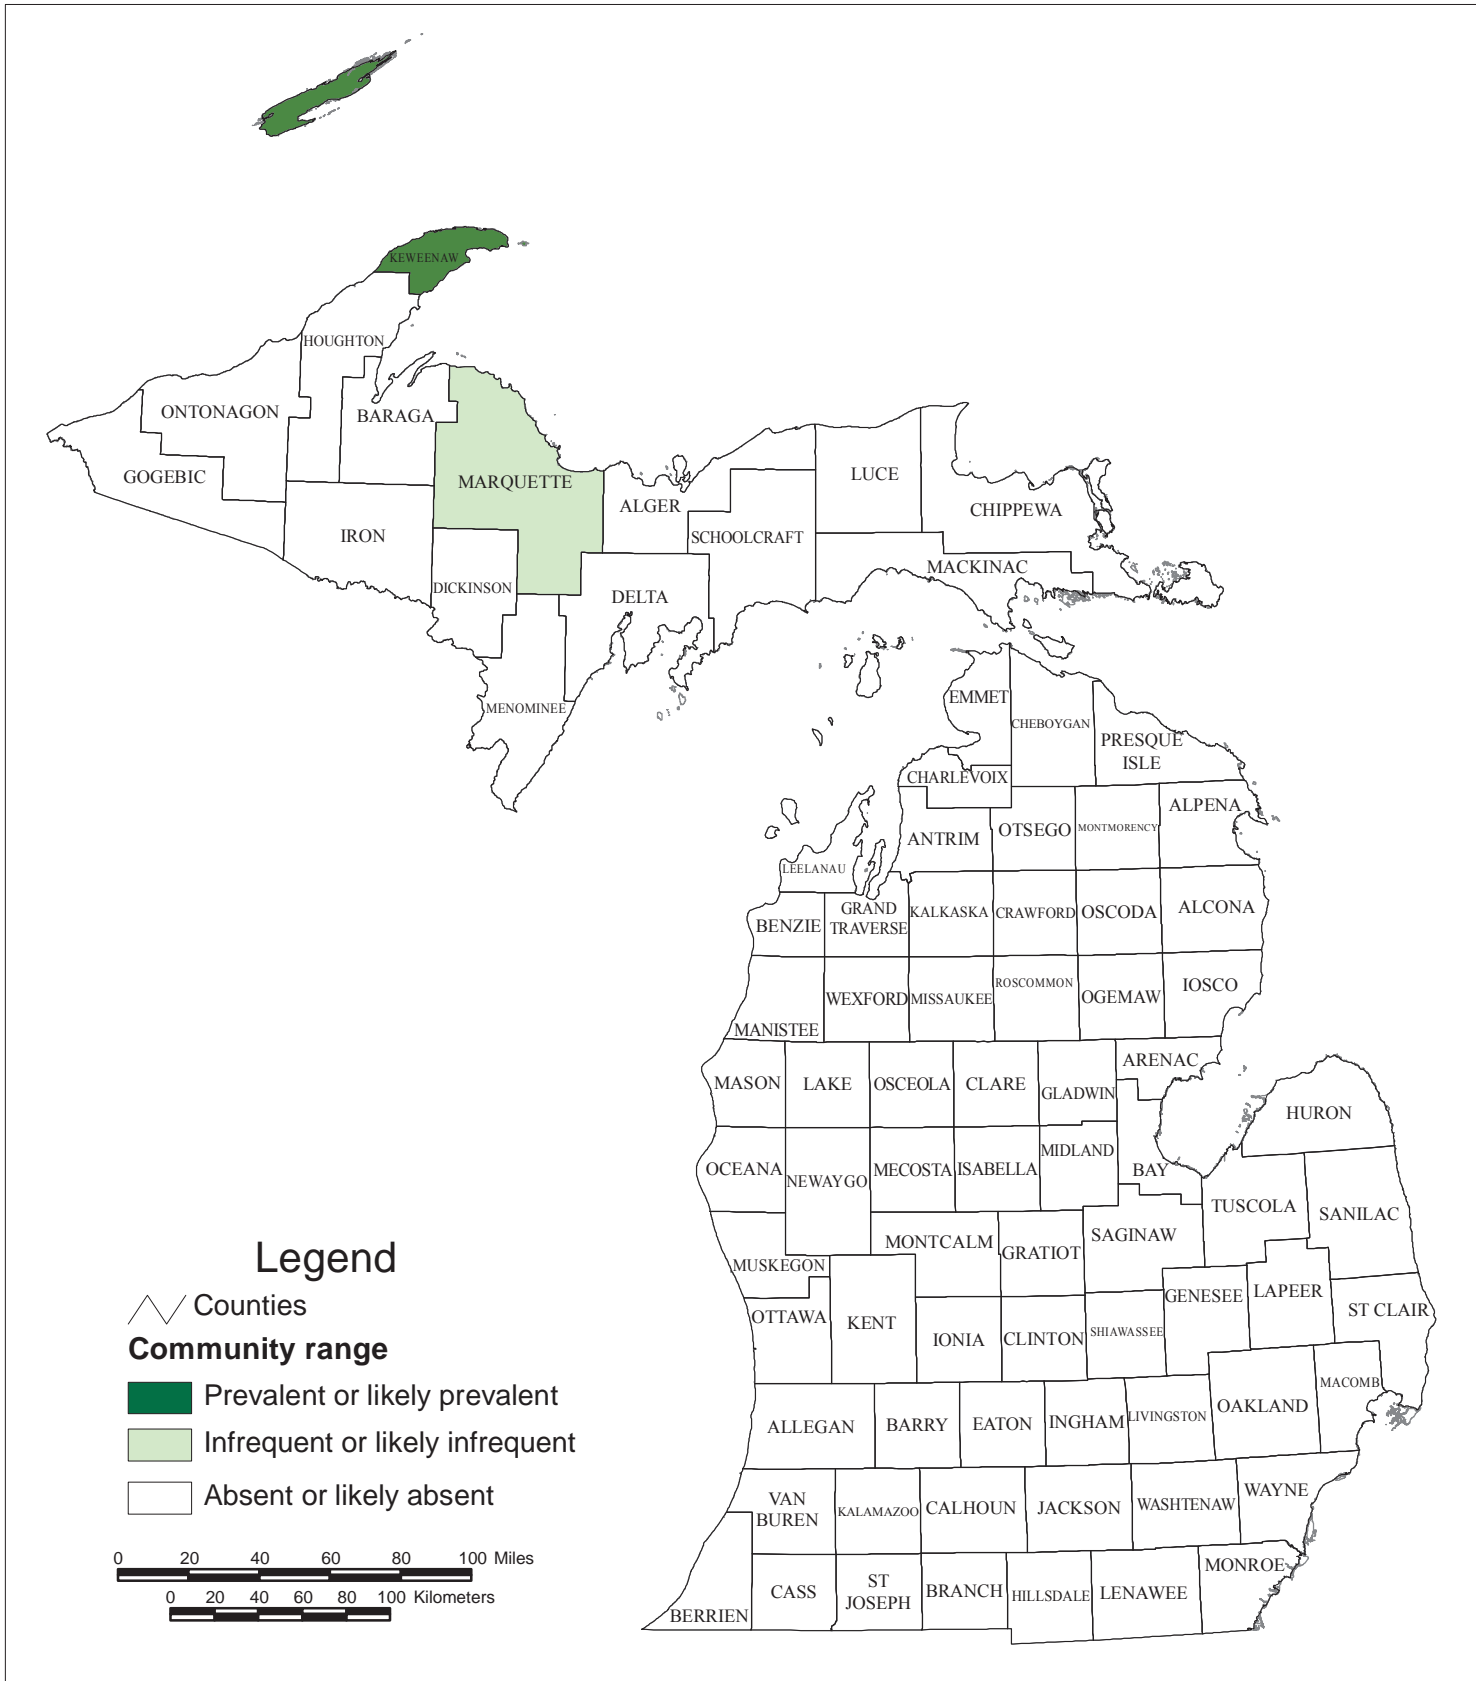 KEWEENAW
HOUGHTON
ONTONAGON
BARAGA
GOGEBIC
MARQUETTE
LUCE
ALGER
CHIPPEWA
IRON
SCHOOLCRAFT
MACKINAC
DICKINSON
DELTA
MENOMINEE
EMMET
CHEBOYGAN
PRESQUE
ISLE
CHARLEVOIX
ALPENA
ANTRIM
OTSEGO
MONTMORENCY
LEELANAU
BENZIE
GRAND
TRAVERSE
KALKASKA
CRAWFORD
OSCODA
ALCONA
MANISTEE
WEXFORD
MISSAUKEE
ROSCOMMON
OGEMAW
IOSCO
ARENAC
MASON
LAKE
OSCEOLA
CLARE
GLADWIN
HURON
OCEANA
NEWAYGO
MECOSTA
ISABELLA
MIDLAND
BAY
TUSCOLA
SANILAC
MUSKEGON
MONTCALM
GRATIOT
SAGINAW
GENESEE
LAPEER
ST CLAIR
OTTAWA
KENT
IONIA
CLINTON
SHIAWASSEE
OAKLAND
MACOMB
ALLEGAN
BARRY
EATON
INGHAM
LIVINGSTON
VAN
BUREN
KALAMAZOO
CALHOUN
JACKSON
WASHTENAW
WAYNE
BERRIEN
CASS
ST
JOSEPH
BRANCH
HILLSDALE
LENAWEE
MONROE
Legend
Counties
Community range
Prevalent or likely prevalent
Infrequent or likely infrequent
Absent or likely absent
0 20 40 60 80 100 Miles
0 20 40 60 80 100 Kilometers